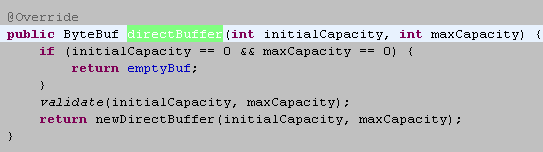 @Override
public ByteBuf directBuffer(int initialCapacity, int maxCapacity) {
    if (initialCapacity == 0 && maxCapacity == 0) {
        return emptyBuf;
    }
    validate(initialCapacity, maxCapacity);
    return newDirectBuffer(initialCapacity, maxCapacity);
}